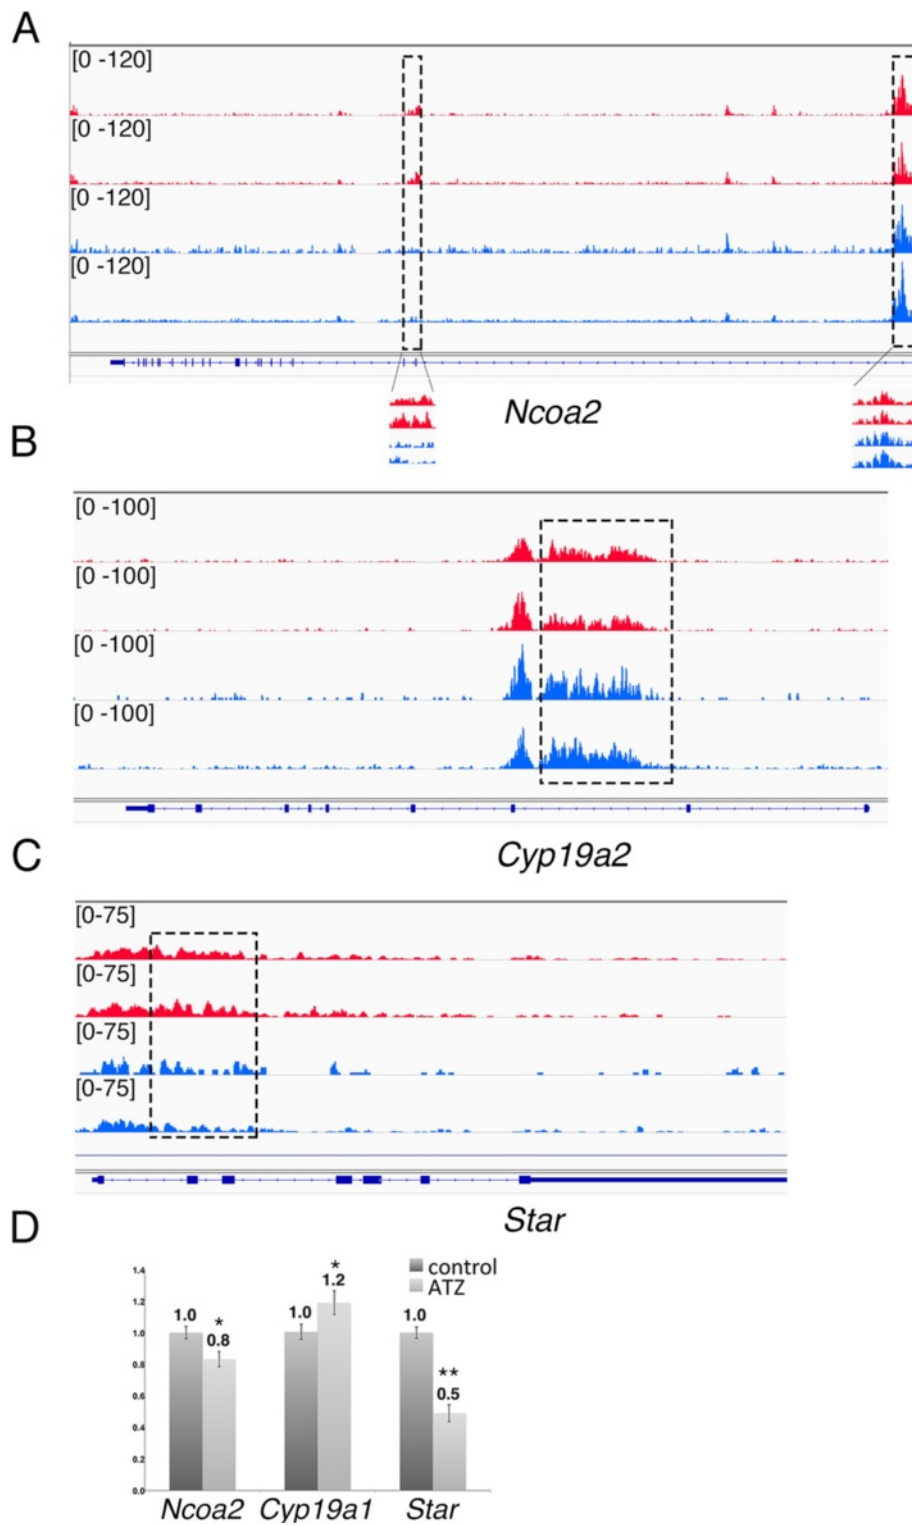 A
[0 -120]
[0 -120]
[0 -120]
[0 -120]
Ncoa2
B
[0 -100]
[0 -100]
[0 -100]
[0 -100]
Cyp19a2
C
[0-75]
[0-75]
[0-75]
[0-75]
Star
D
control
ATZ
1.4
1.2
1.0
0.8
0.6
0.4
0.2
0.0
1.0
*
0.8
1.0
*
1.2
1.0
**
0.5
Ncoa2 Cyp19a1 Star